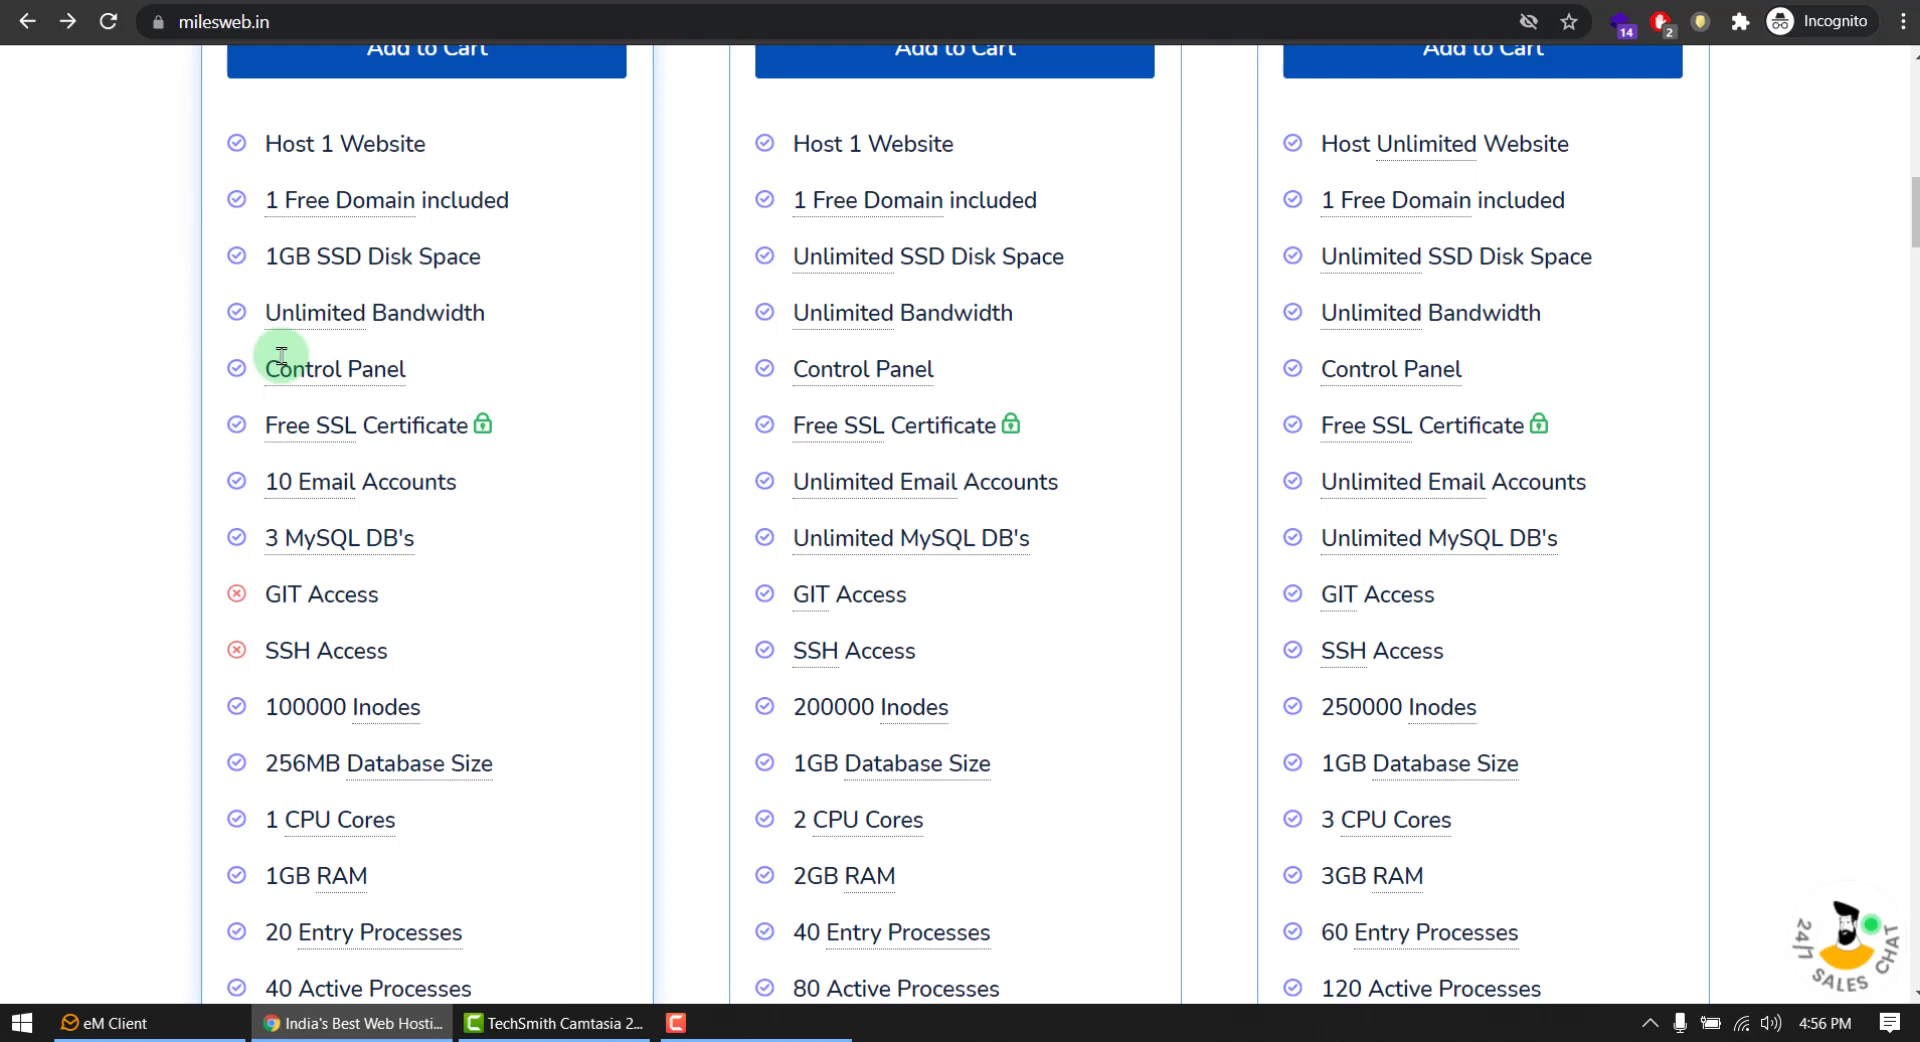 milesweb.in
14
2
Incognito
Add to Cart
Add to Cart
Add to Cart
Host 1 Website
1 Free Domain included
1GB SSD Disk Space
Unlimited Bandwidth
Control Panel
Free SSL Certificate
10 Email Accounts
3 MySQL DB's
GIT Access
SSH Access
100000 Inodes
256MB Database Size
1 CPU Cores
1GB RAM
20 Entry Processes
40 Active Processes
Host 1 Website
1 Free Domain included
Unlimited SSD Disk Space
Unlimited Bandwidth
Control Panel
Free SSL Certificate
Unlimited Email Accounts
Unlimited MySQL DB's
GIT Access
SSH Access
200000 Inodes
1GB Database Size
2 CPU Cores
2GB RAM
40 Entry Processes
80 Active Processes
Host Unlimited Website
1 Free Domain included
Unlimited SSD Disk Space
Unlimited Bandwidth
Control Panel
Free SSL Certificate
Unlimited Email Accounts
Unlimited MySQL DB's
GIT Access
SSH Access
250000 Inodes
1GB Database Size
3 CPU Cores
3GB RAM
60 Entry Processes
120 Active Processes
24/7 SALES CHAT
eM Client
India's Best Web Hosti...
TechSmith Camtasia 2...
4:56 PM